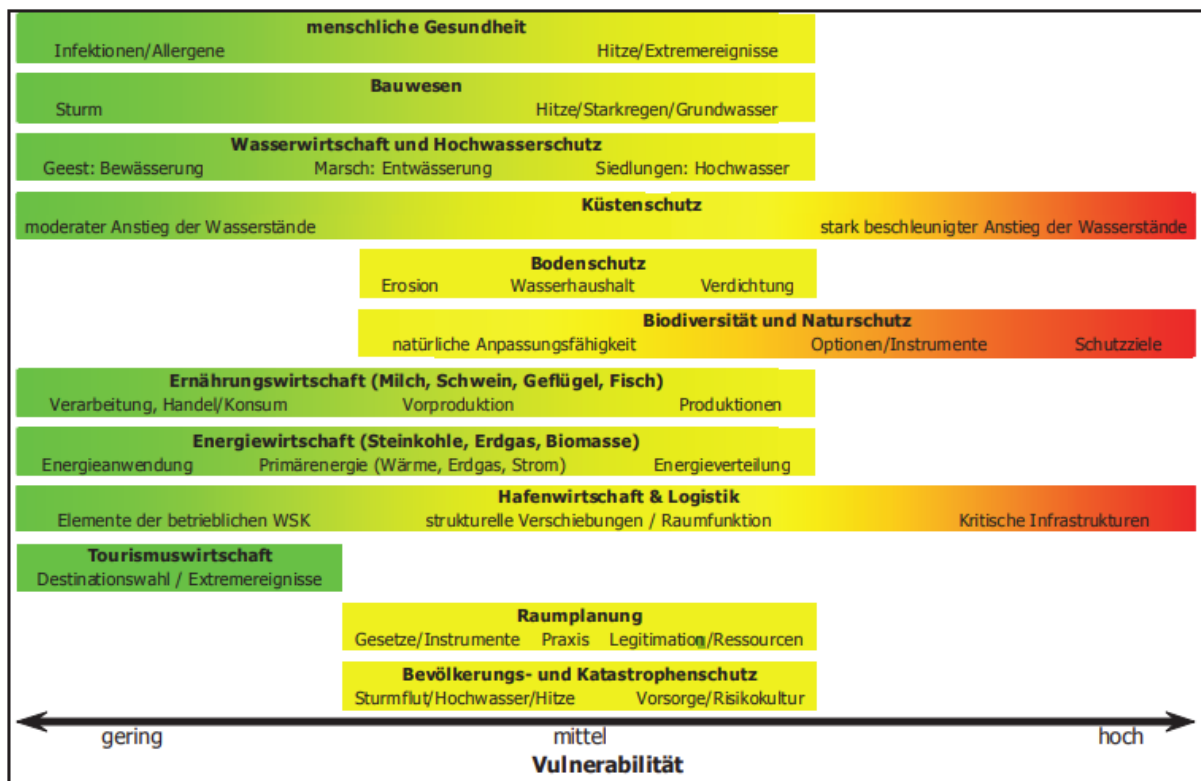 menschliche Gesundheit
Infektionen/Allergene Hitze/Extremereignisse
Bauwesen
Sturm Hitze/Starkregen/Grundwasser
Wasserwirtschaft und Hochwasserschutz
Geest: Bewässerung Marsch: Entwässerung Siedlungen: Hochwasser
Küstenschutz
moderater Anstieg der Wasserstände stark beschleunigter Anstieg der Wasserstände
Bodenschutz
Erosion Wasserhaushalt Verdichtung
Biodiversität und Naturschutz
natürliche Anpassungsfähigkeit Optionen/Instrumente Schutzziele
Ernährungswirtschaft (Milch, Schwein, Geflügel, Fisch)
Verarbeitung, Handel/Konsum Vorproduktion Produktionen
Energiewirtschaft (Steinkohle, Erdgas, Biomasse)
Energieanwendung Primärenergie (Wärme, Erdgas, Strom) Energieverteilung
Hafenwirtschaft & Logistik
Elemente der betrieblichen WSK strukturelle Verschiebungen / Raumfunktion Kritische Infrastrukturen
Tourismuswirtschaft
Destinationswahl / Extremereignisse
Raumplanung
Gesetze/Instrumente Praxis Legitimation/Ressourcen
Bevölkerungs- und Katastrophenschutz
Sturmflut/Hochwasser/Hitze Vorsorge/Risikokultur
gering mittel hoch
Vulnerabilität